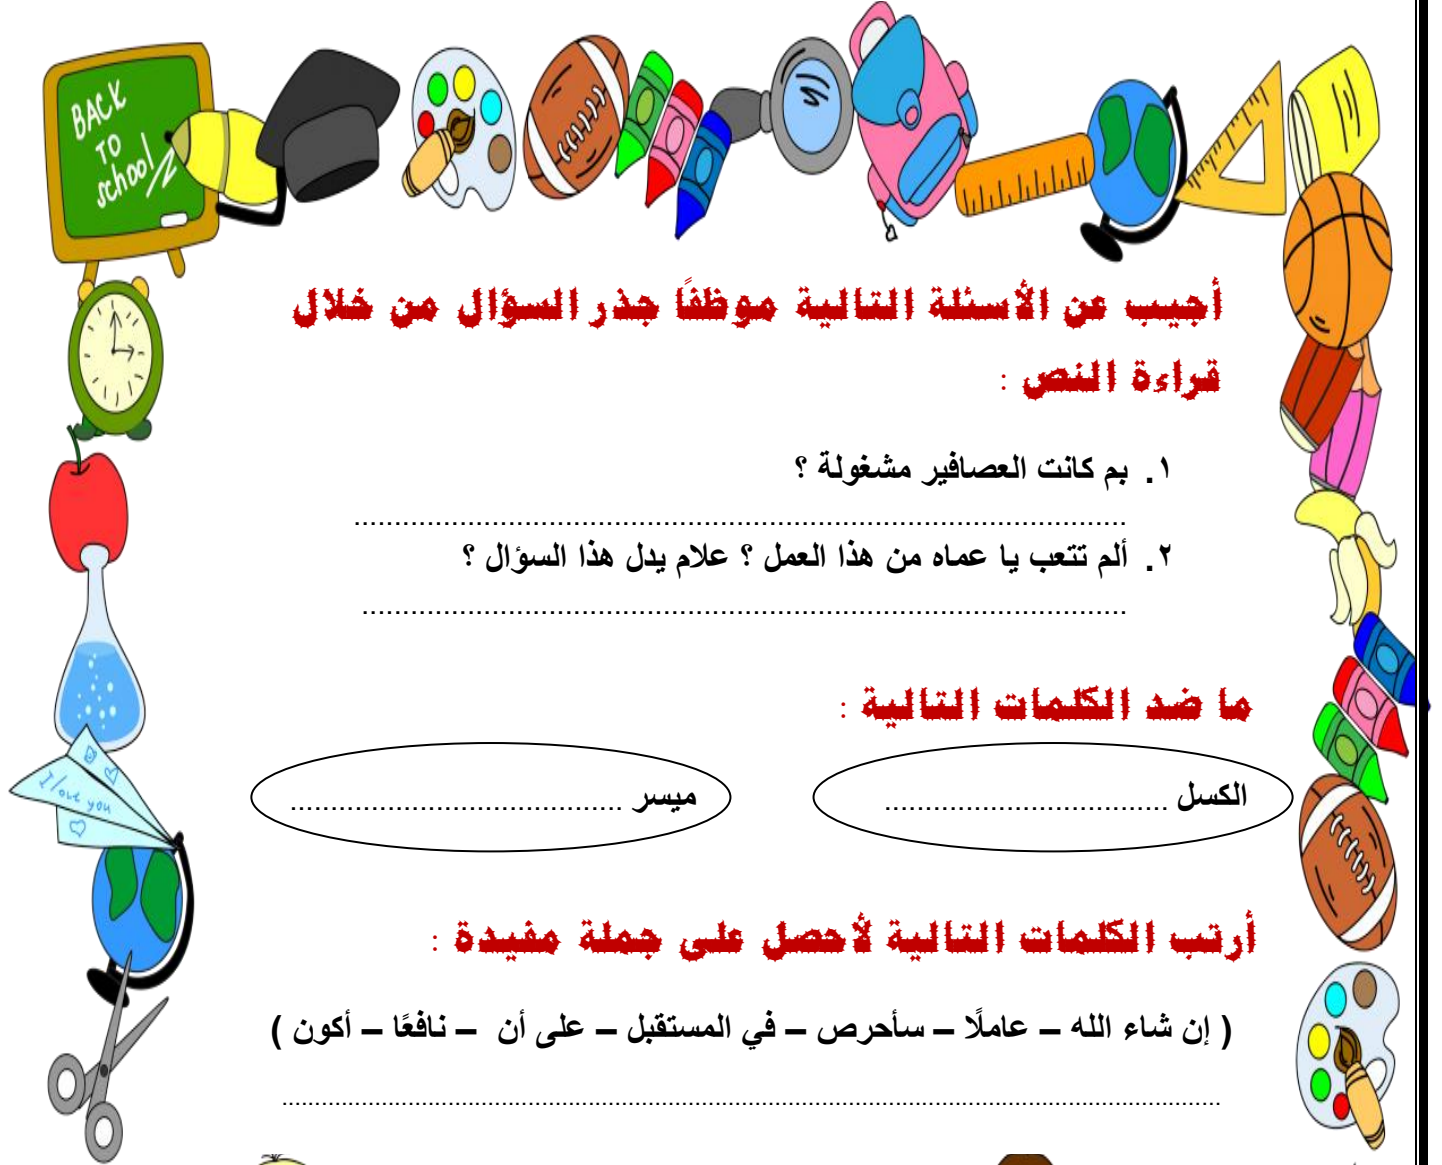 BACK
TO
school
أجيب عن الأسئلة التالية موظفًا جذر السؤال من خلال
قراءة النص :
١. بم كانت العصافير مشغولة ؟
................................................................................................
٢. ألم تتعب يا عماه من هذا العمل ؟ علام يدل هذا السؤال ؟
...............................................................................................
ما ضد الكلمات التالية :
الكسل ...................................
ميسر .........................................
I love you
أرتب الكلمات التالية لأحصل على جملة مفيدة :
( إن شاء الله – عاملًا – سأحرص – في المستقبل – على أن – نافعًا – أكون )
.....................................................................................................................